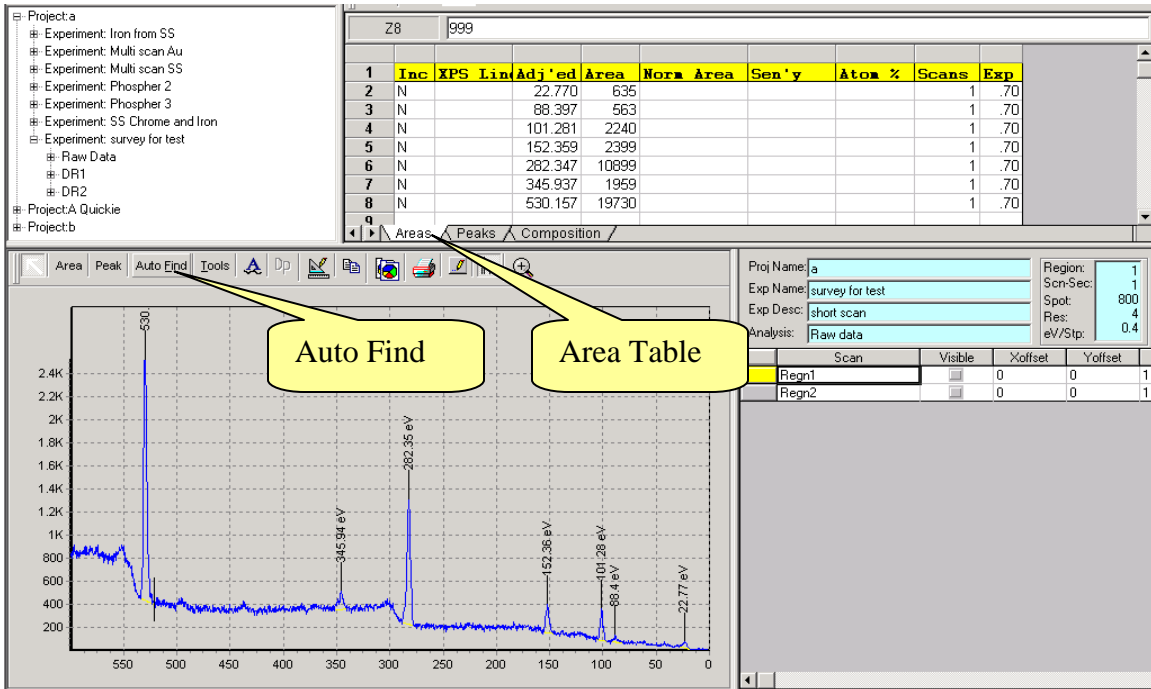 Project:a
Experiment: Iron from SS
Experiment: Multi scan Au
Experiment: Multi scan SS
Experiment: Phospher 2
Experiment: Phospher 3
Experiment: SS Chrome and Iron
Experiment: survey for test
Raw Data
DR1
DR2
Project:A Quickie
Project:b
Z8 999
1 Inc XPS Lin Adj'ed Area Norm Area Sen'y Atom % Scans Exp
2 N 22.770 635 1 .70
3 N 88.397 563 1 .70
4 N 101.281 2240 1 .70
5 N 152.359 2399 1 .70
6 N 282.347 10899 1 .70
7 N 345.937 1959 1 .70
8 N 530.157 19730 1 .70
9
Areas Peaks Composition
Area Peak Auto Find Tools Dp
Auto Find
Area Table
530.
345.94 eV
282.35 eV
152.36 eV
101.28 eV
88.4 eV
22.77 eV
2.4K
2.2K
2K
1.8K
1.6K
1.4K
1.2K
1K
800
600
400
200
550 500 450 400 350 300 250 200 150 100 50 0
Proj Name: a
Exp Name: survey for test
Exp Desc: short scan
Analysis: Raw data
Region: 1
Scn-Sec: 1
Spot: 800
Res: 4
eV/Stp: 0.4
Scan Visible Xoffset Yoffset
Regn1 0 0 1
Regn2 0 0 1